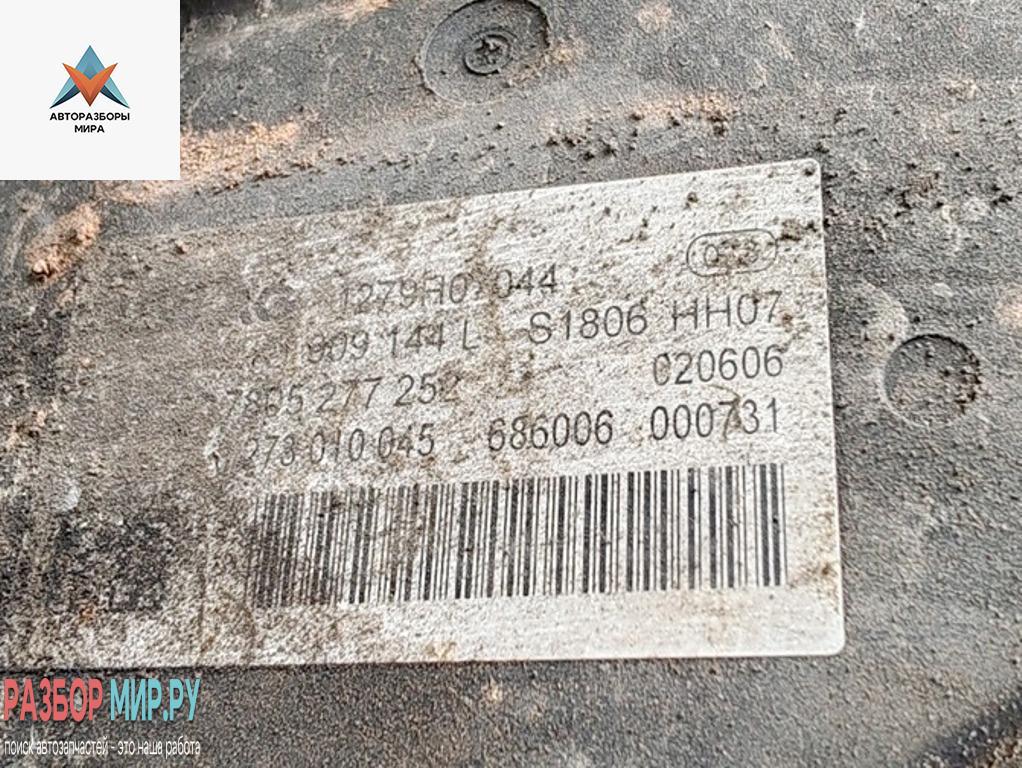 АВТОРАЗБОРЫ
МИРА
044
909 144 L S1806 HH07
7805 277 252 020606
273 010 045 686006 000731
РАЗБОР МИР.РУ
поиск автозапчастей - это наша работа